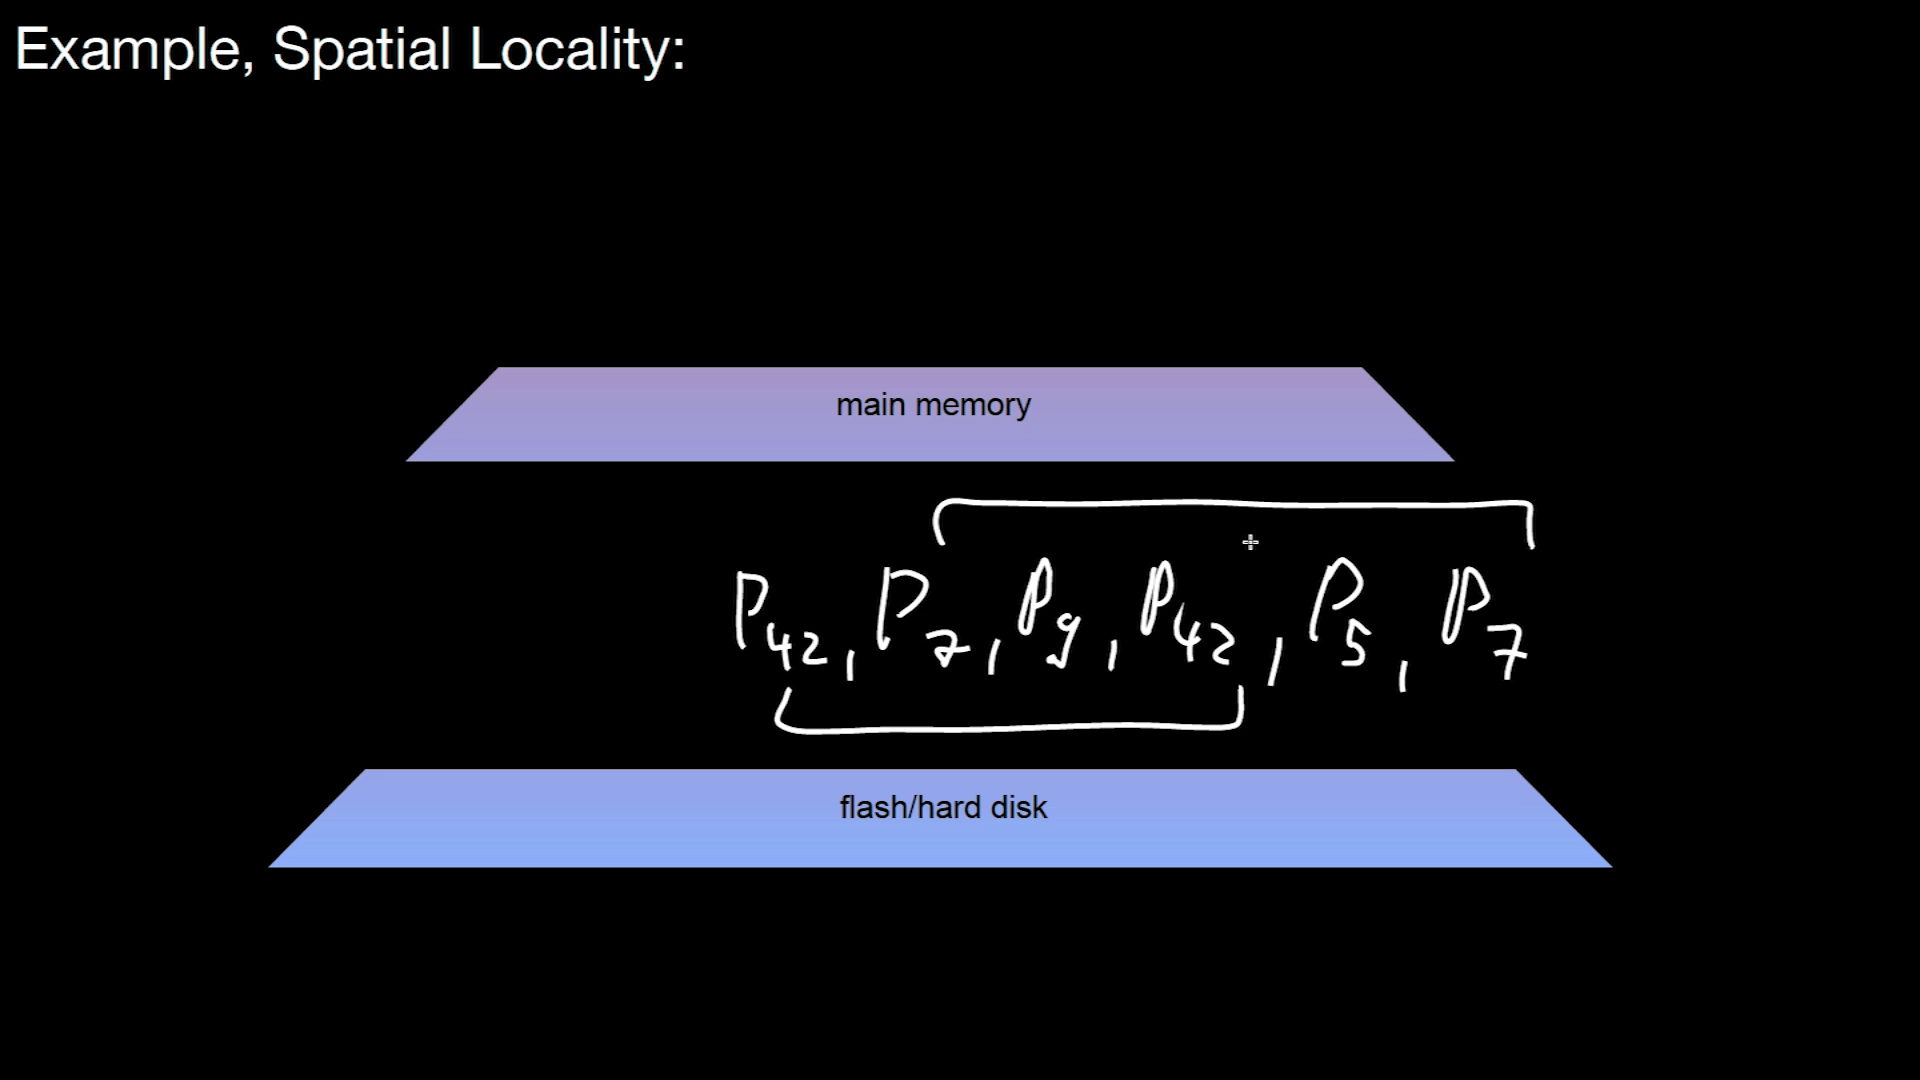 Example, Spatial Locality:
main memory
P42, P7, P9, P42, P5, P7
flash/hard disk